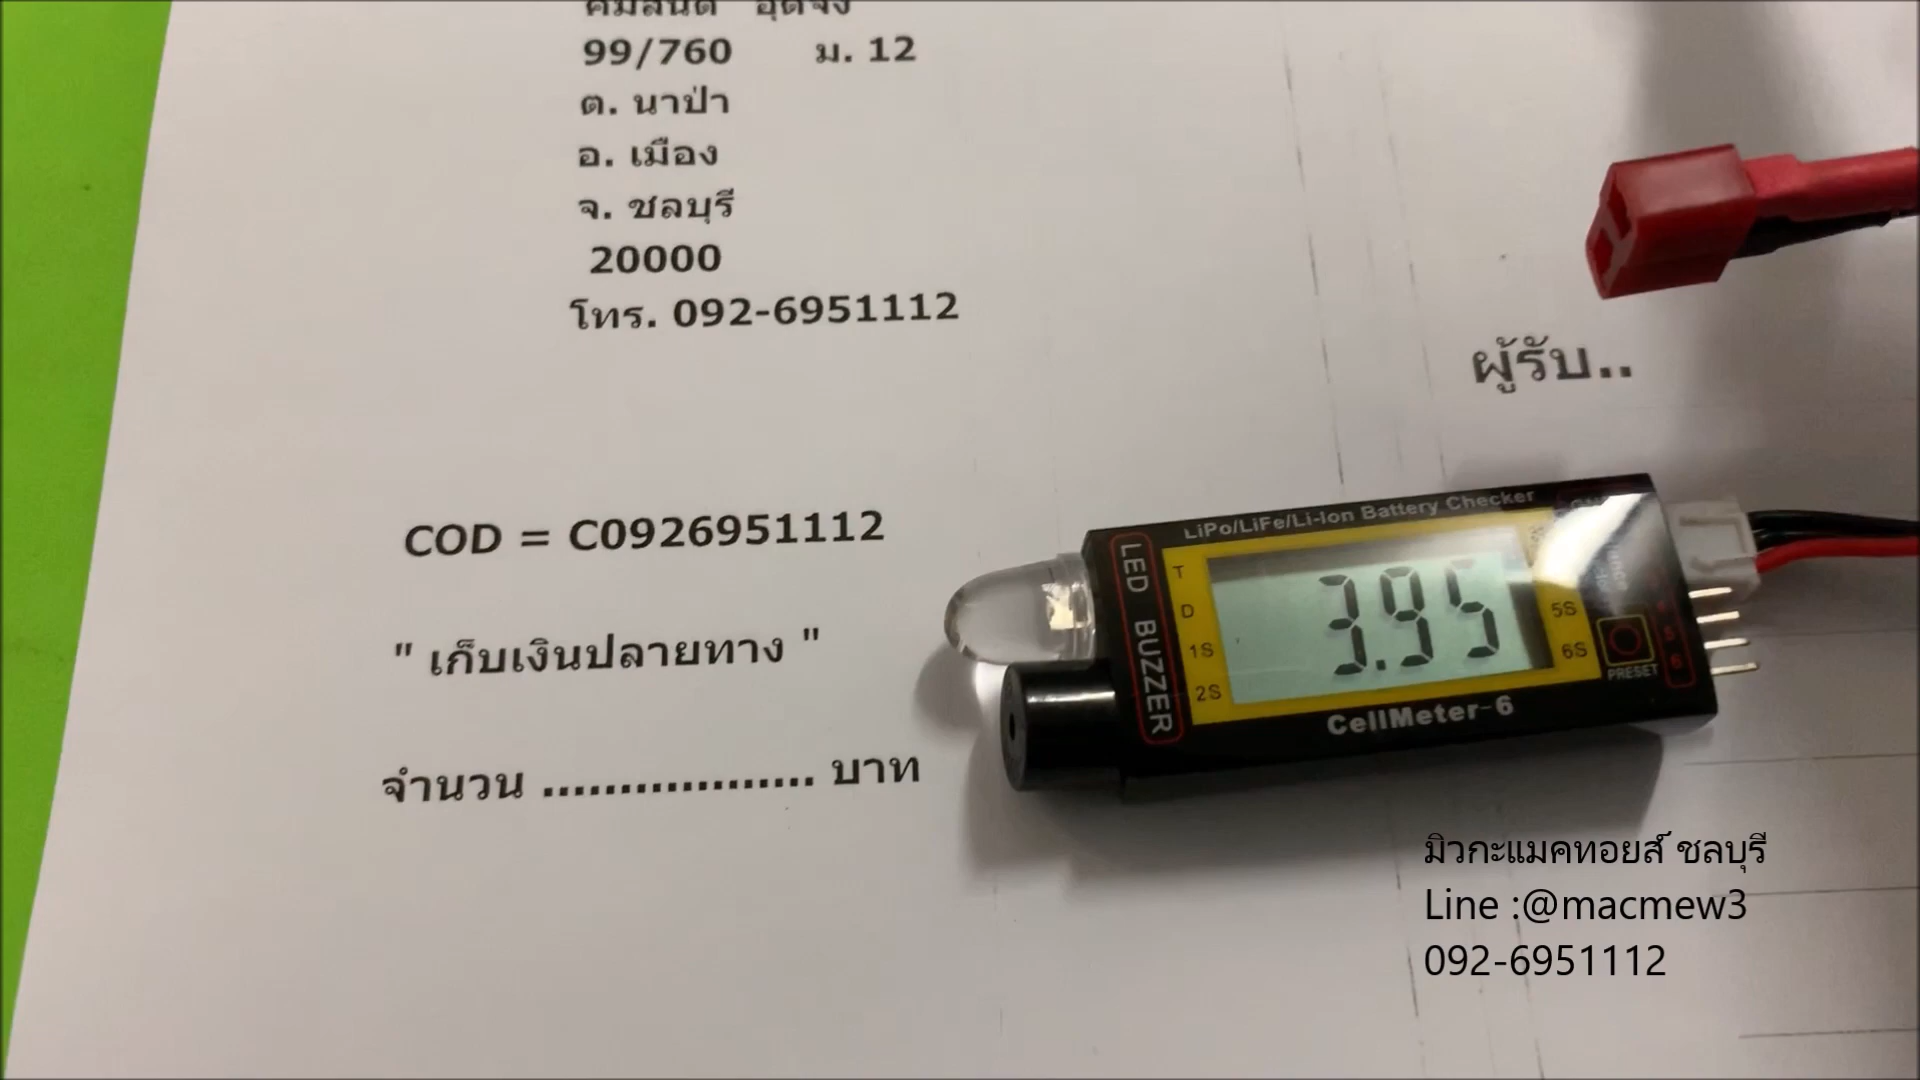 99/760 ม. 12
ต. นาป่า
อ. เมือง
จ. ชลบุรี
20000
โทร. 092-6951112
ผู้รับ..
COD = C0926951112
" เก็บเงินปลายทาง "
จำนวน .................. บาท
LiPo/LiFe/Li-Ion Battery Checker
LED BUZZER
T
D
1S
2S
3.95
5S
6S
PRESET
CellMeter-6
มิวกะแมคทอยส์ ชลบุรี
Line :@macmew3
092-6951112